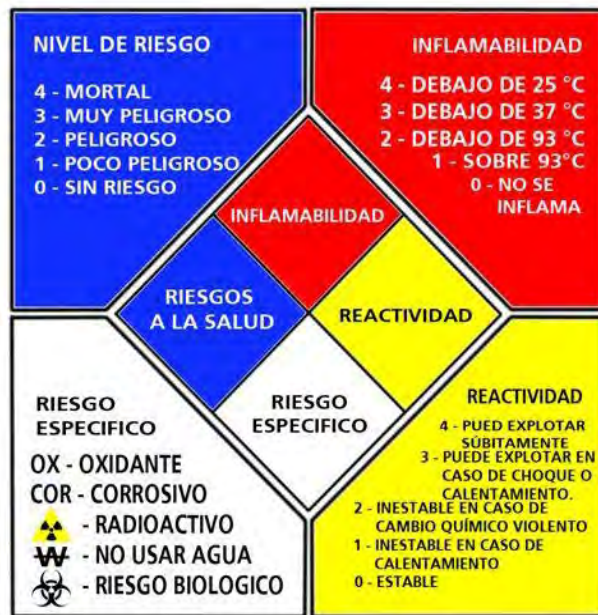 NIVEL DE RIESGO
4 - MORTAL
3 - MUY PELIGROSO
2 - PELIGROSO
1 - POCO PELIGROSO
0 - SIN RIESGO
INFLAMABILIDAD
4 - DEBAJO DE 25 °C
3 - DEBAJO DE 37 °C
2 - DEBAJO DE 93 °C
1 - SOBRE 93°C
0 - NO SE
INFLAMA
INFLAMABILIDAD
RIESGOS
A LA SALUD
REACTIVIDAD
RIESGO
ESPECIFICO
RIESGO
ESPECIFICO
OX - OXIDANTE
COR - CORROSIVO
- RADIOACTIVO
W - NO USAR AGUA
- RIESGO BIOLOGICO
REACTIVIDAD
4 - PUED EXPLOTAR
SÚBITAMENTE
3 - PUEDE EXPLOTAR EN
CASO DE CHOQUE O
CALENTAMIENTO.
2 - INESTABLE EN CASO DE
CAMBIO QUÍMICO VIOLENTO
1 - INESTABLE EN CASO DE
CALENTAMIENTO
0 - ESTABLE